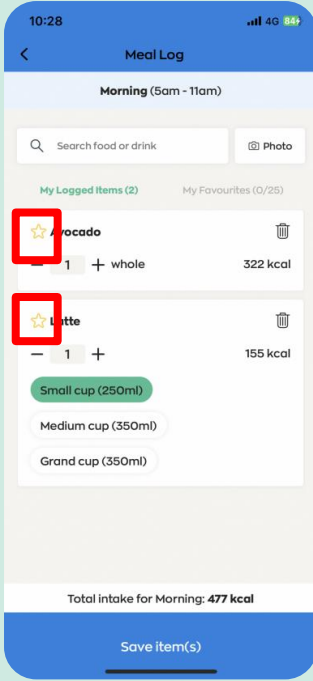 10:28
4G 84
Meal Log
Morning (5am - 11am)
Search food or drink
Photo
My Logged Items (2) My Favourites (0/25)
Avocado
1 whole 322 kcal
Latte
1 155 kcal
Small cup (250ml)
Medium cup (350ml)
Grand cup (350ml)
Total intake for Morning: 477 kcal
Save item(s)